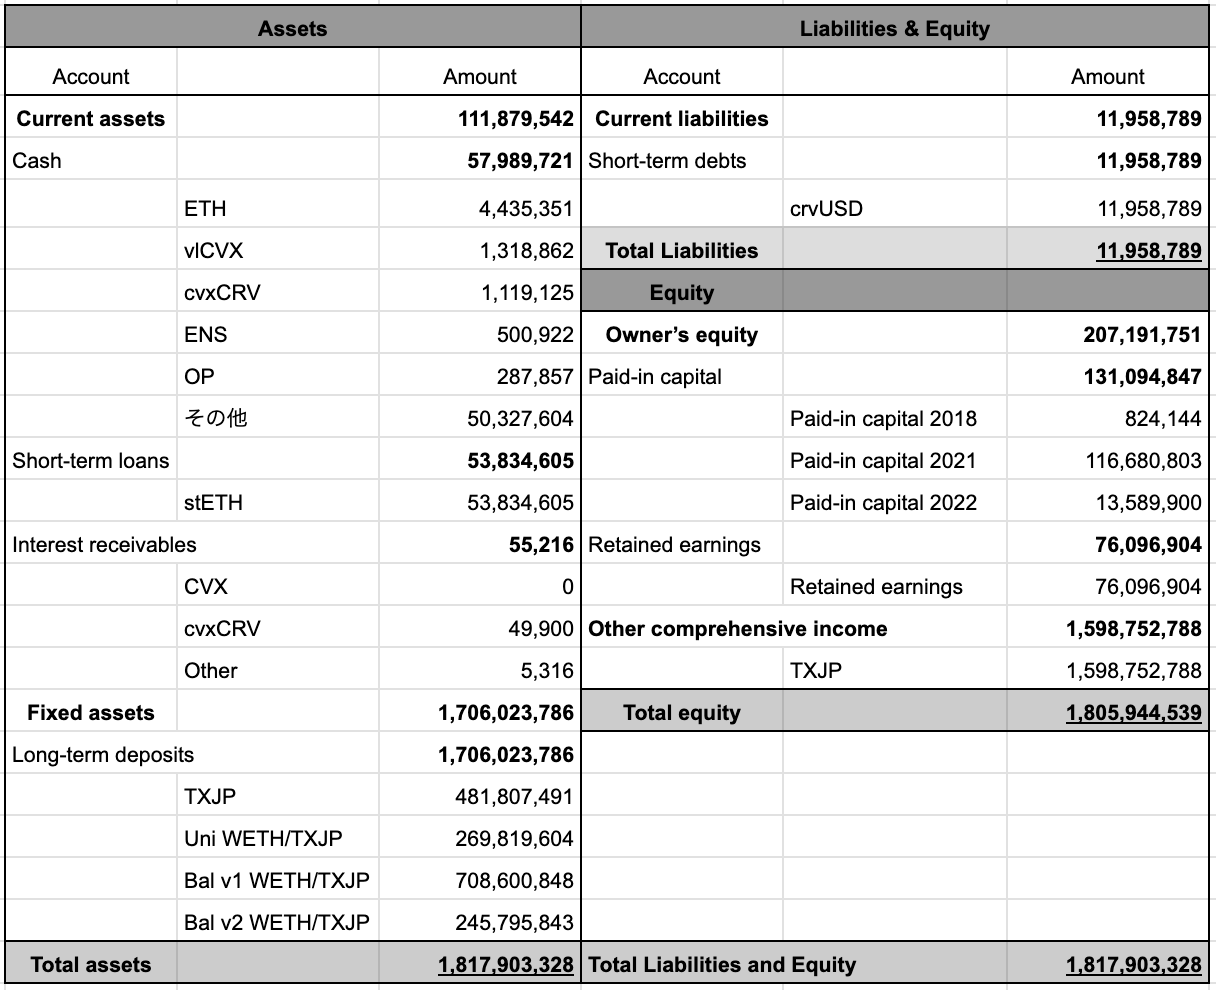 Assets Liabilities & Equity
Account Amount Account Amount
Current assets 111,879,542 Current liabilities 11,958,789
Cash 57,989,721 Short-term debts 11,958,789
ETH 4,435,351 crvUSD 11,958,789
vlCVX 1,318,862 Total Liabilities 11,958,789
cvxCRV 1,119,125 Equity
ENS 500,922 Owner’s equity 207,191,751
OP 287,857 Paid-in capital 131,094,847
その他 50,327,604 Paid-in capital 2018 824,144
Short-term loans 53,834,605 Paid-in capital 2021 116,680,803
stETH 53,834,605 Paid-in capital 2022 13,589,900
Interest receivables 55,216 Retained earnings 76,096,904
CVX 0 Retained earnings 76,096,904
cvxCRV 49,900 Other comprehensive income 1,598,752,788
Other 5,316 TXJP 1,598,752,788
Fixed assets 1,706,023,786 Total equity 1,805,944,539
Long-term deposits 1,706,023,786
TXJP 481,807,491
Uni WETH/TXJP 269,819,604
Bal v1 WETH/TXJP 708,600,848
Bal v2 WETH/TXJP 245,795,843
Total assets 1,817,903,328 Total Liabilities and Equity 1,817,903,328